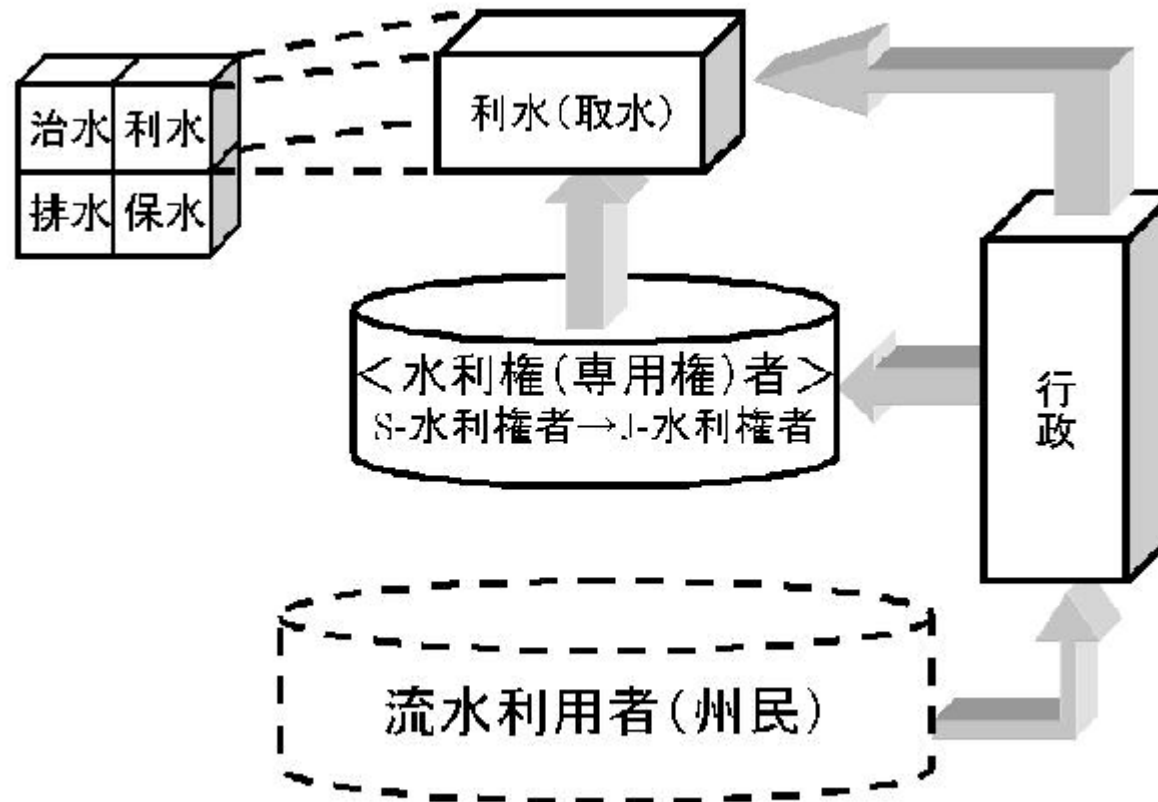 治水 利水
排水 保水
利水(取水)
<水利権(専用権)者>
S-水利権者→J-水利権者
行政
流水利用者(州民)